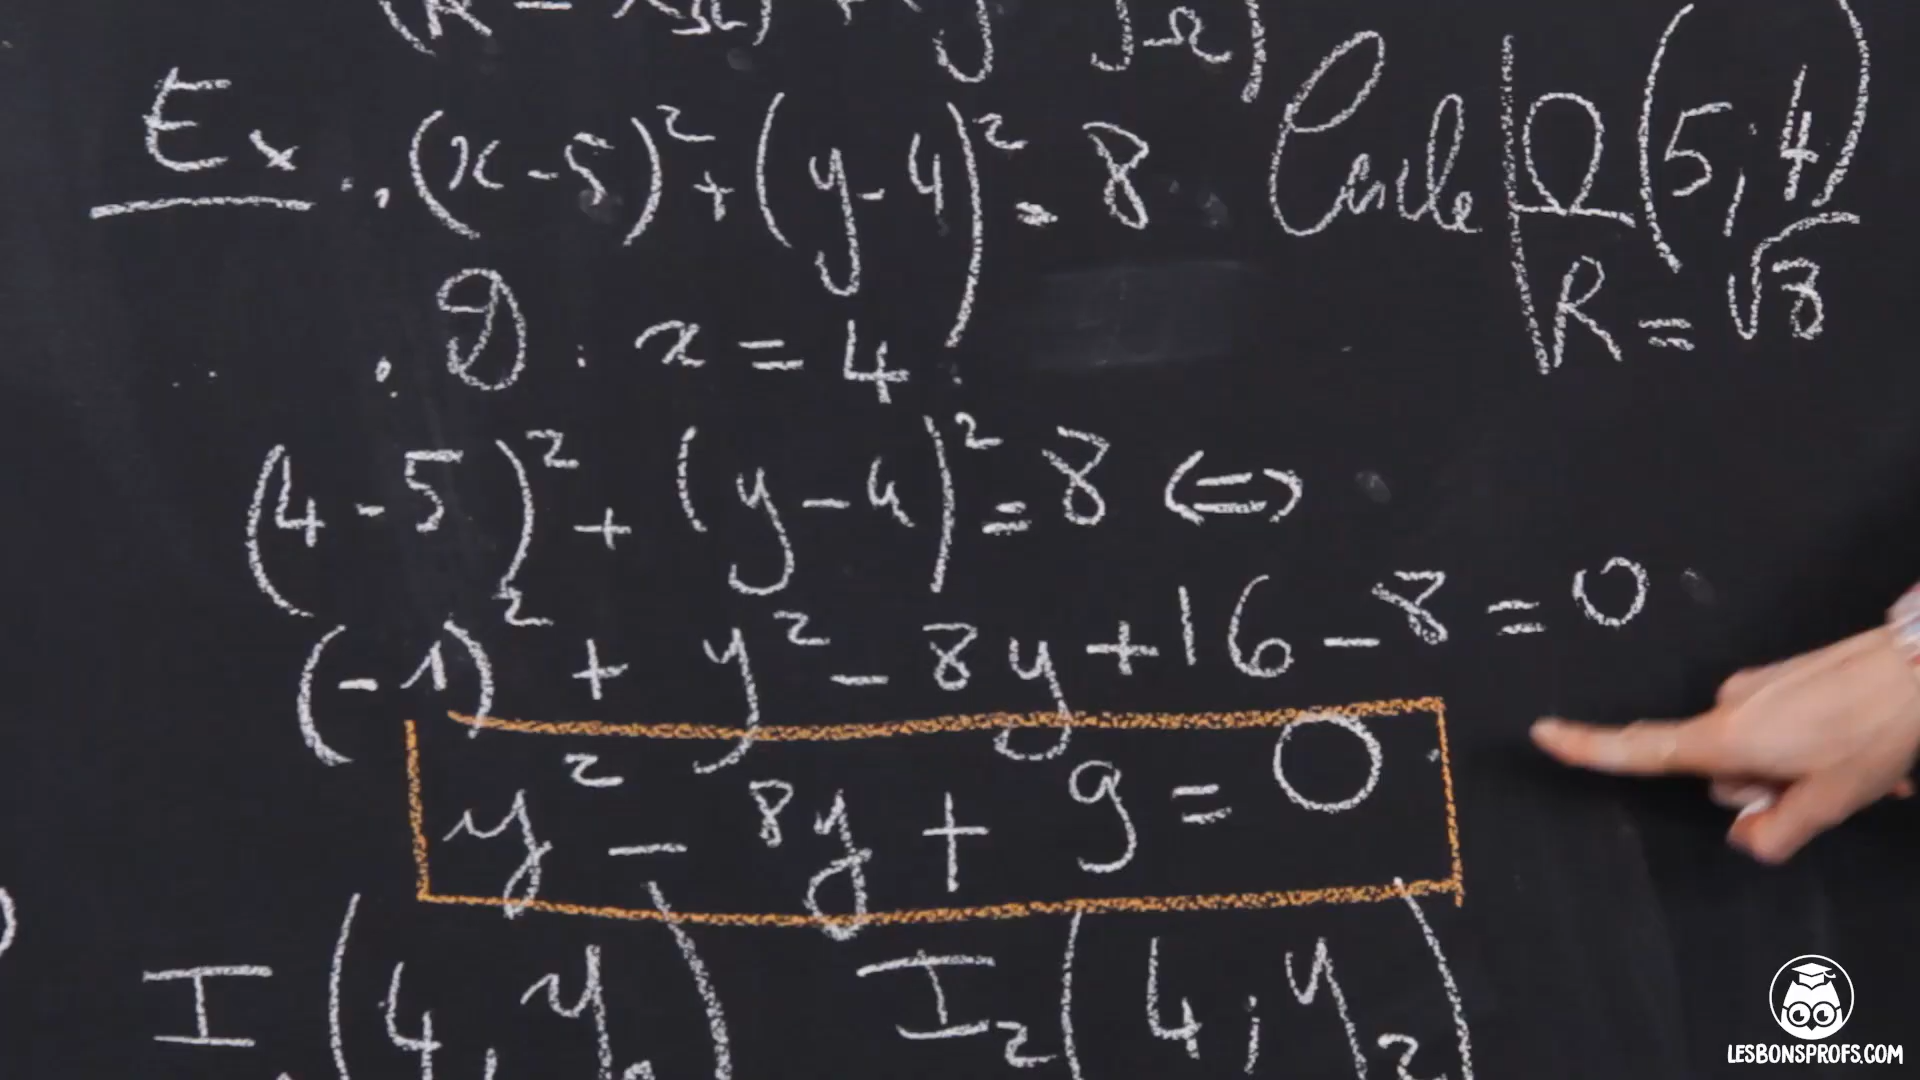 Ex . (x-5)² + (y-4)² = 8 Cercle Ω(5;4)
R = √8
. D : x = 4
(4-5)² + (y-4)² = 8 (=)
(-1)² + y² - 8y + 16 - 8 = 0
y² - 8y + 9 = 0
I₁(4; y₁) I₂(4; y₂)
LESBONSPROFS.COM